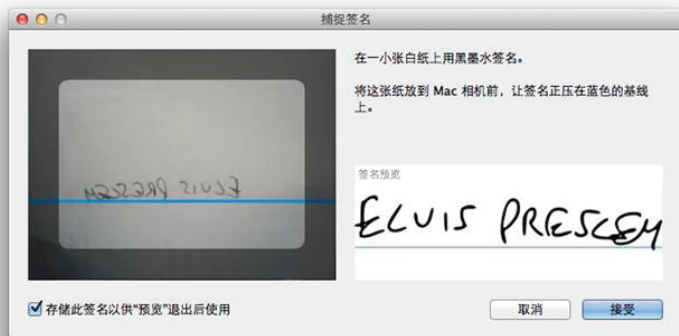 捕捉签名
在一小张白纸上用黑墨水签名。
将这张纸放到 Mac 相机前，让签名正压在蓝色的基线
上。
签名预览
ELVIS PRESLEY
ELVIS PRESLEY
存储此签名以供“预览”退出后使用
取消
接受